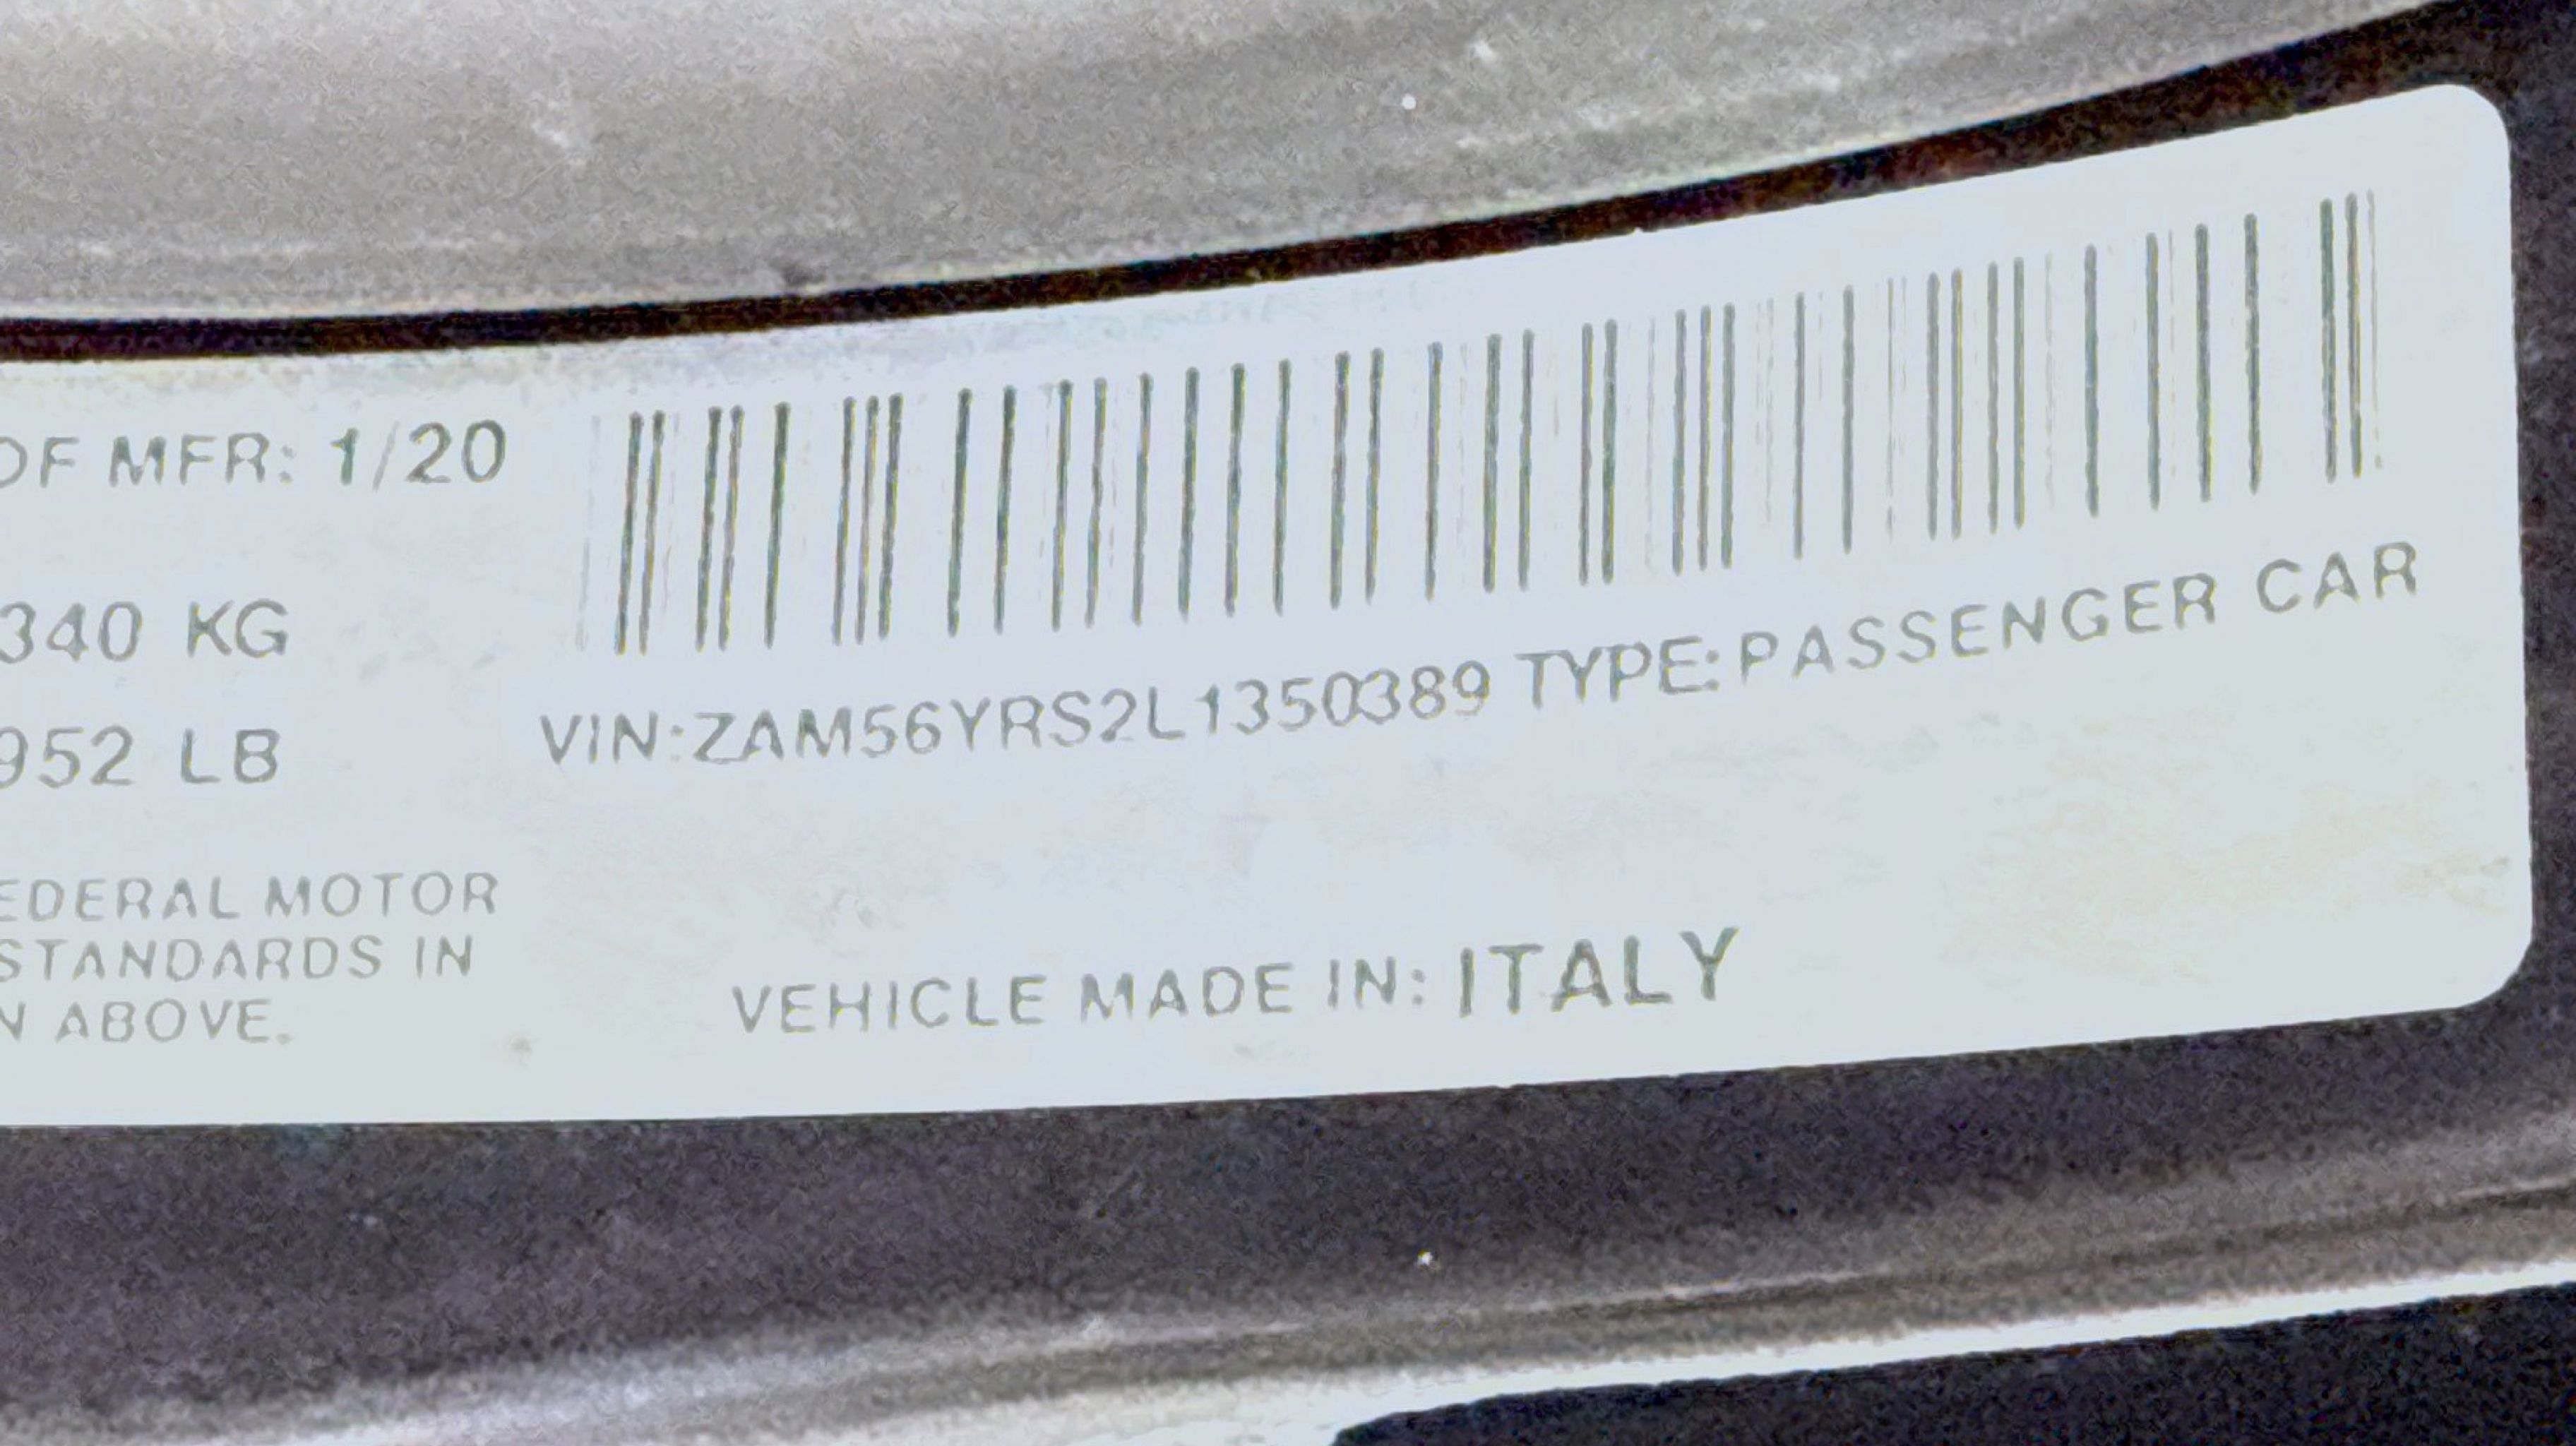 OF MFR: 1/20
340 KG
952 LB
VIN:ZAM56YRS2L1350389 TYPE:PASSENGER CAR
EDERAL MOTOR
STANDARDS IN
N ABOVE.
VEHICLE MADE IN: ITALY